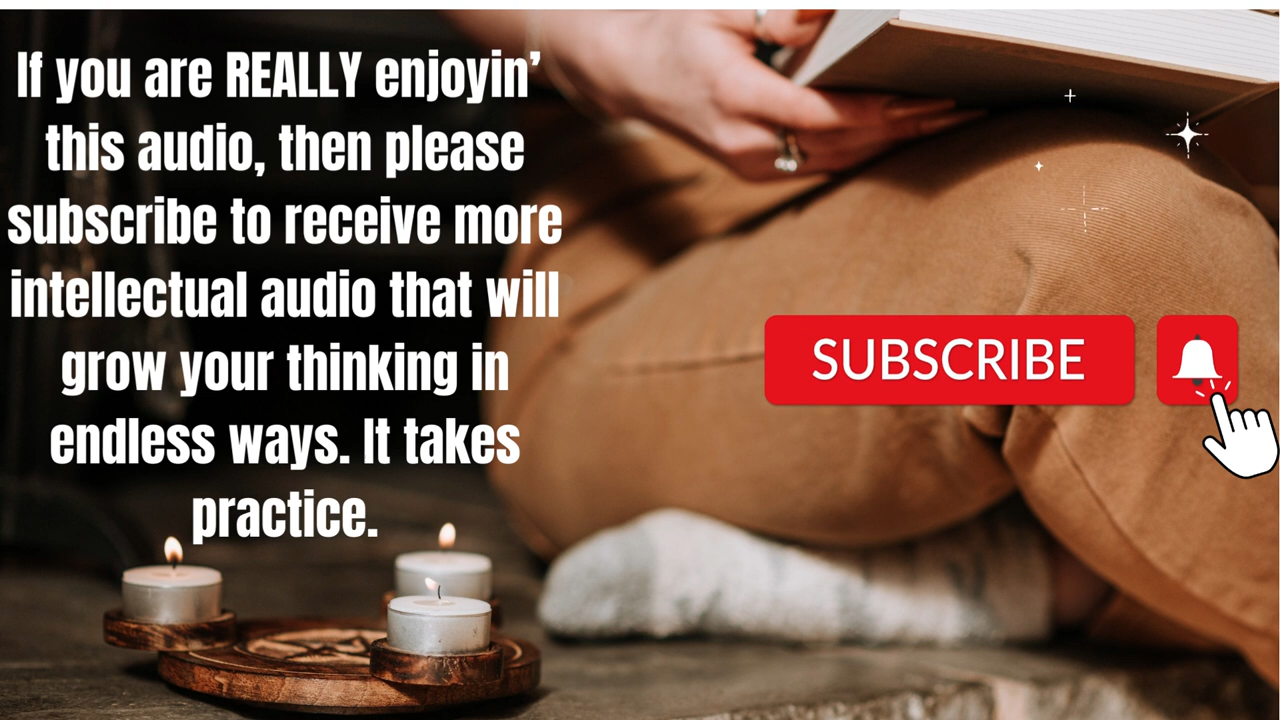 If you are REALLY enjoyin’
this audio, then please
subscribe to receive more
intellectual audio that will
grow your thinking in
endless ways. It takes
practice.
SUBSCRIBE